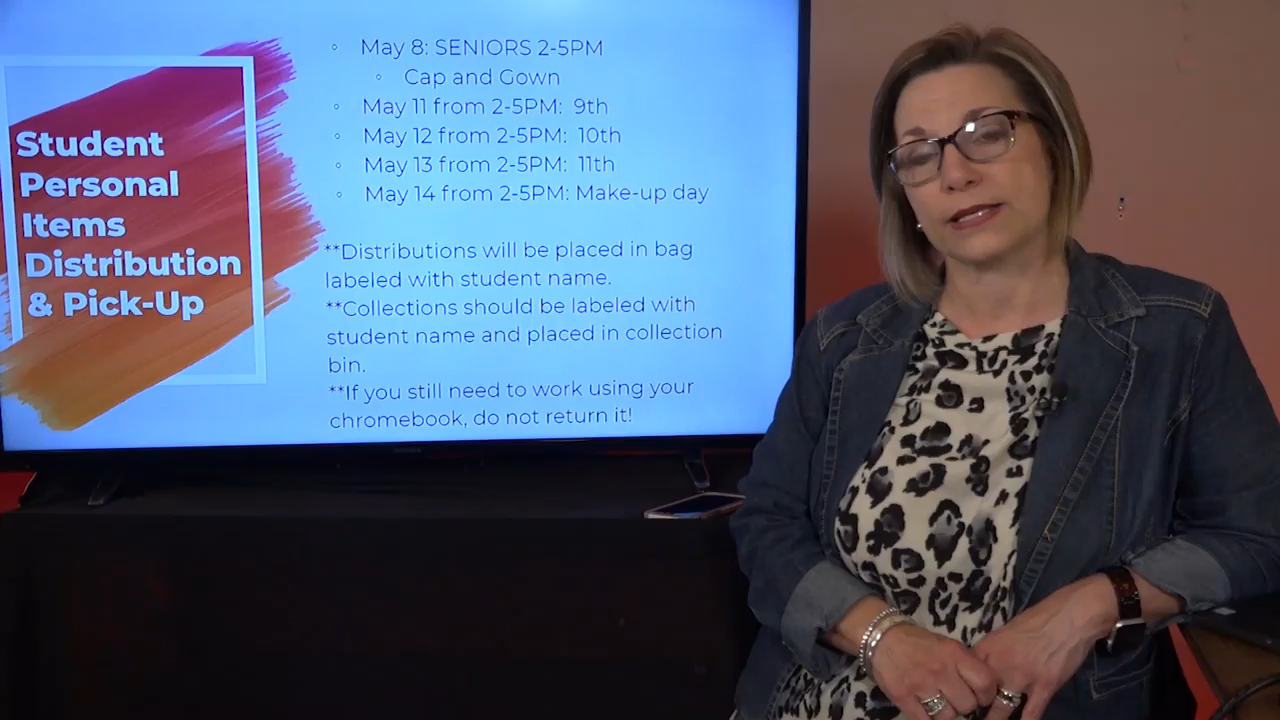 Student
Personal
Items
Distribution
& Pick-Up
May 8: SENIORS 2-5PM
Cap and Gown
May 11 from 2-5PM: 9th
May 12 from 2-5PM: 10th
May 13 from 2-5PM: 11th
May 14 from 2-5PM: Make-up day
**Distributions will be placed in bag
labeled with student name.
**Collections should be labeled with
student name and placed in collection
bin.
**If you still need to work using your
chromebook, do not return it!